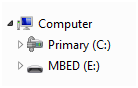 Computer
Primary (C:)
MBED (E:)